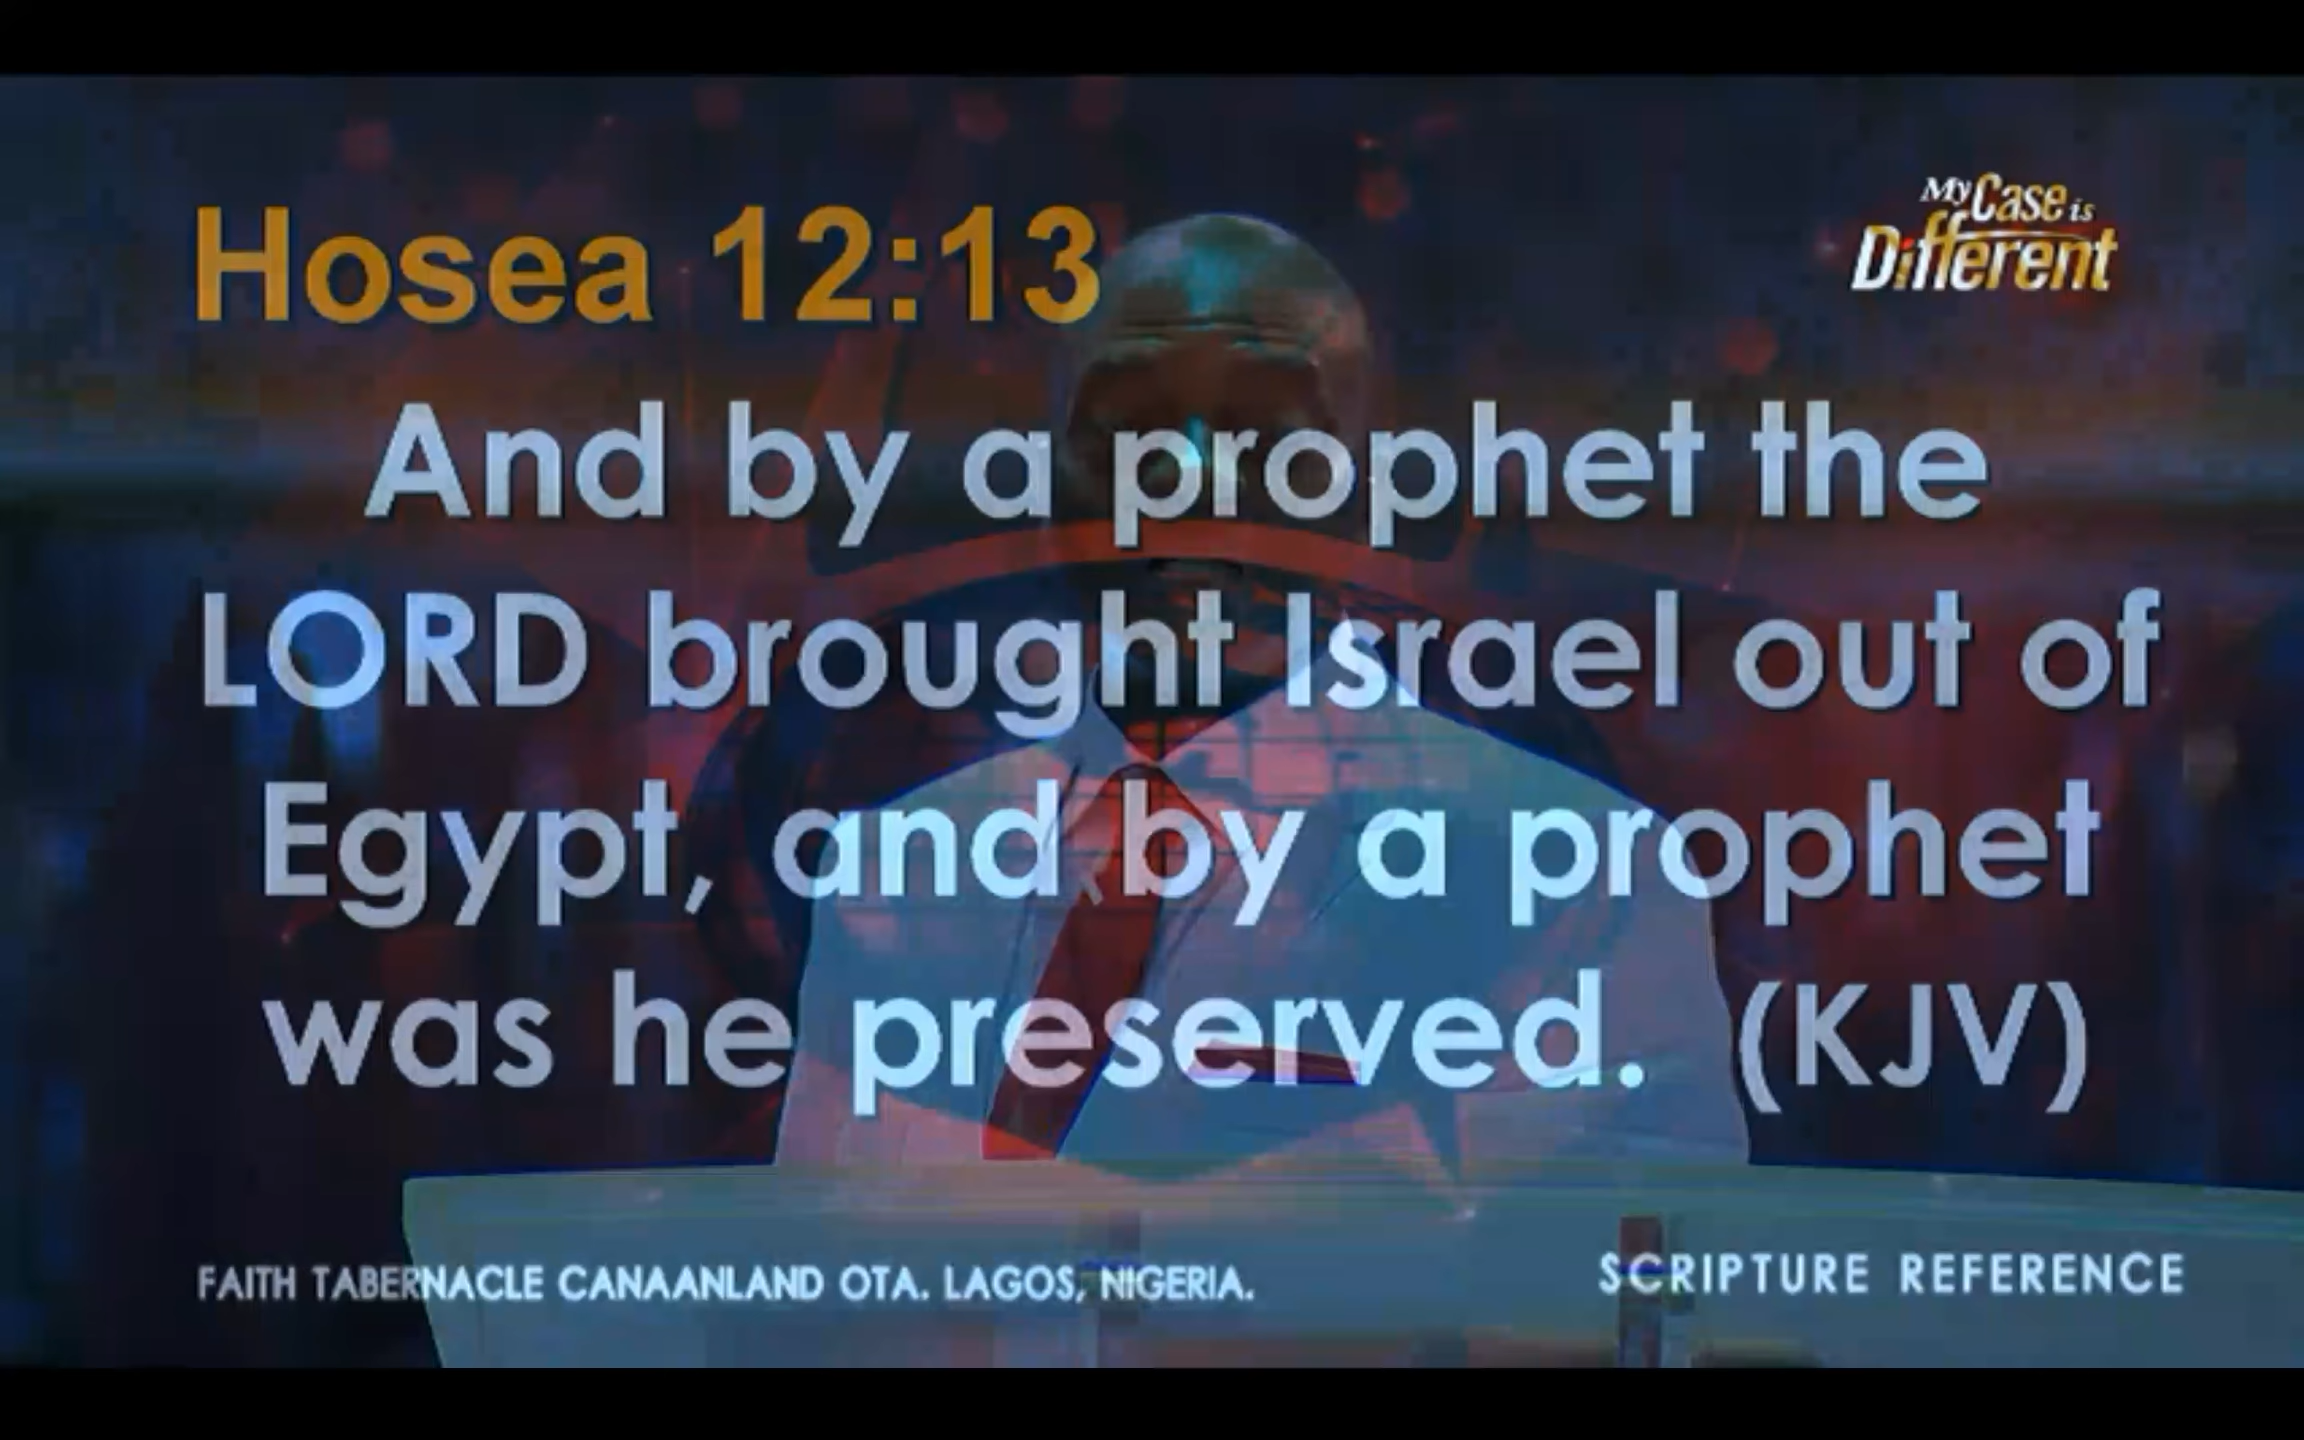 Hosea 12:13
My Case is
Different
And by a prophet the
LORD brought Israel out of
Egypt, and by a prophet
was he preserved. (KJV)
FAITH TABERNACLE CANAANLAND OTA. LAGOS, NIGERIA.
SCRIPTURE REFERENCE